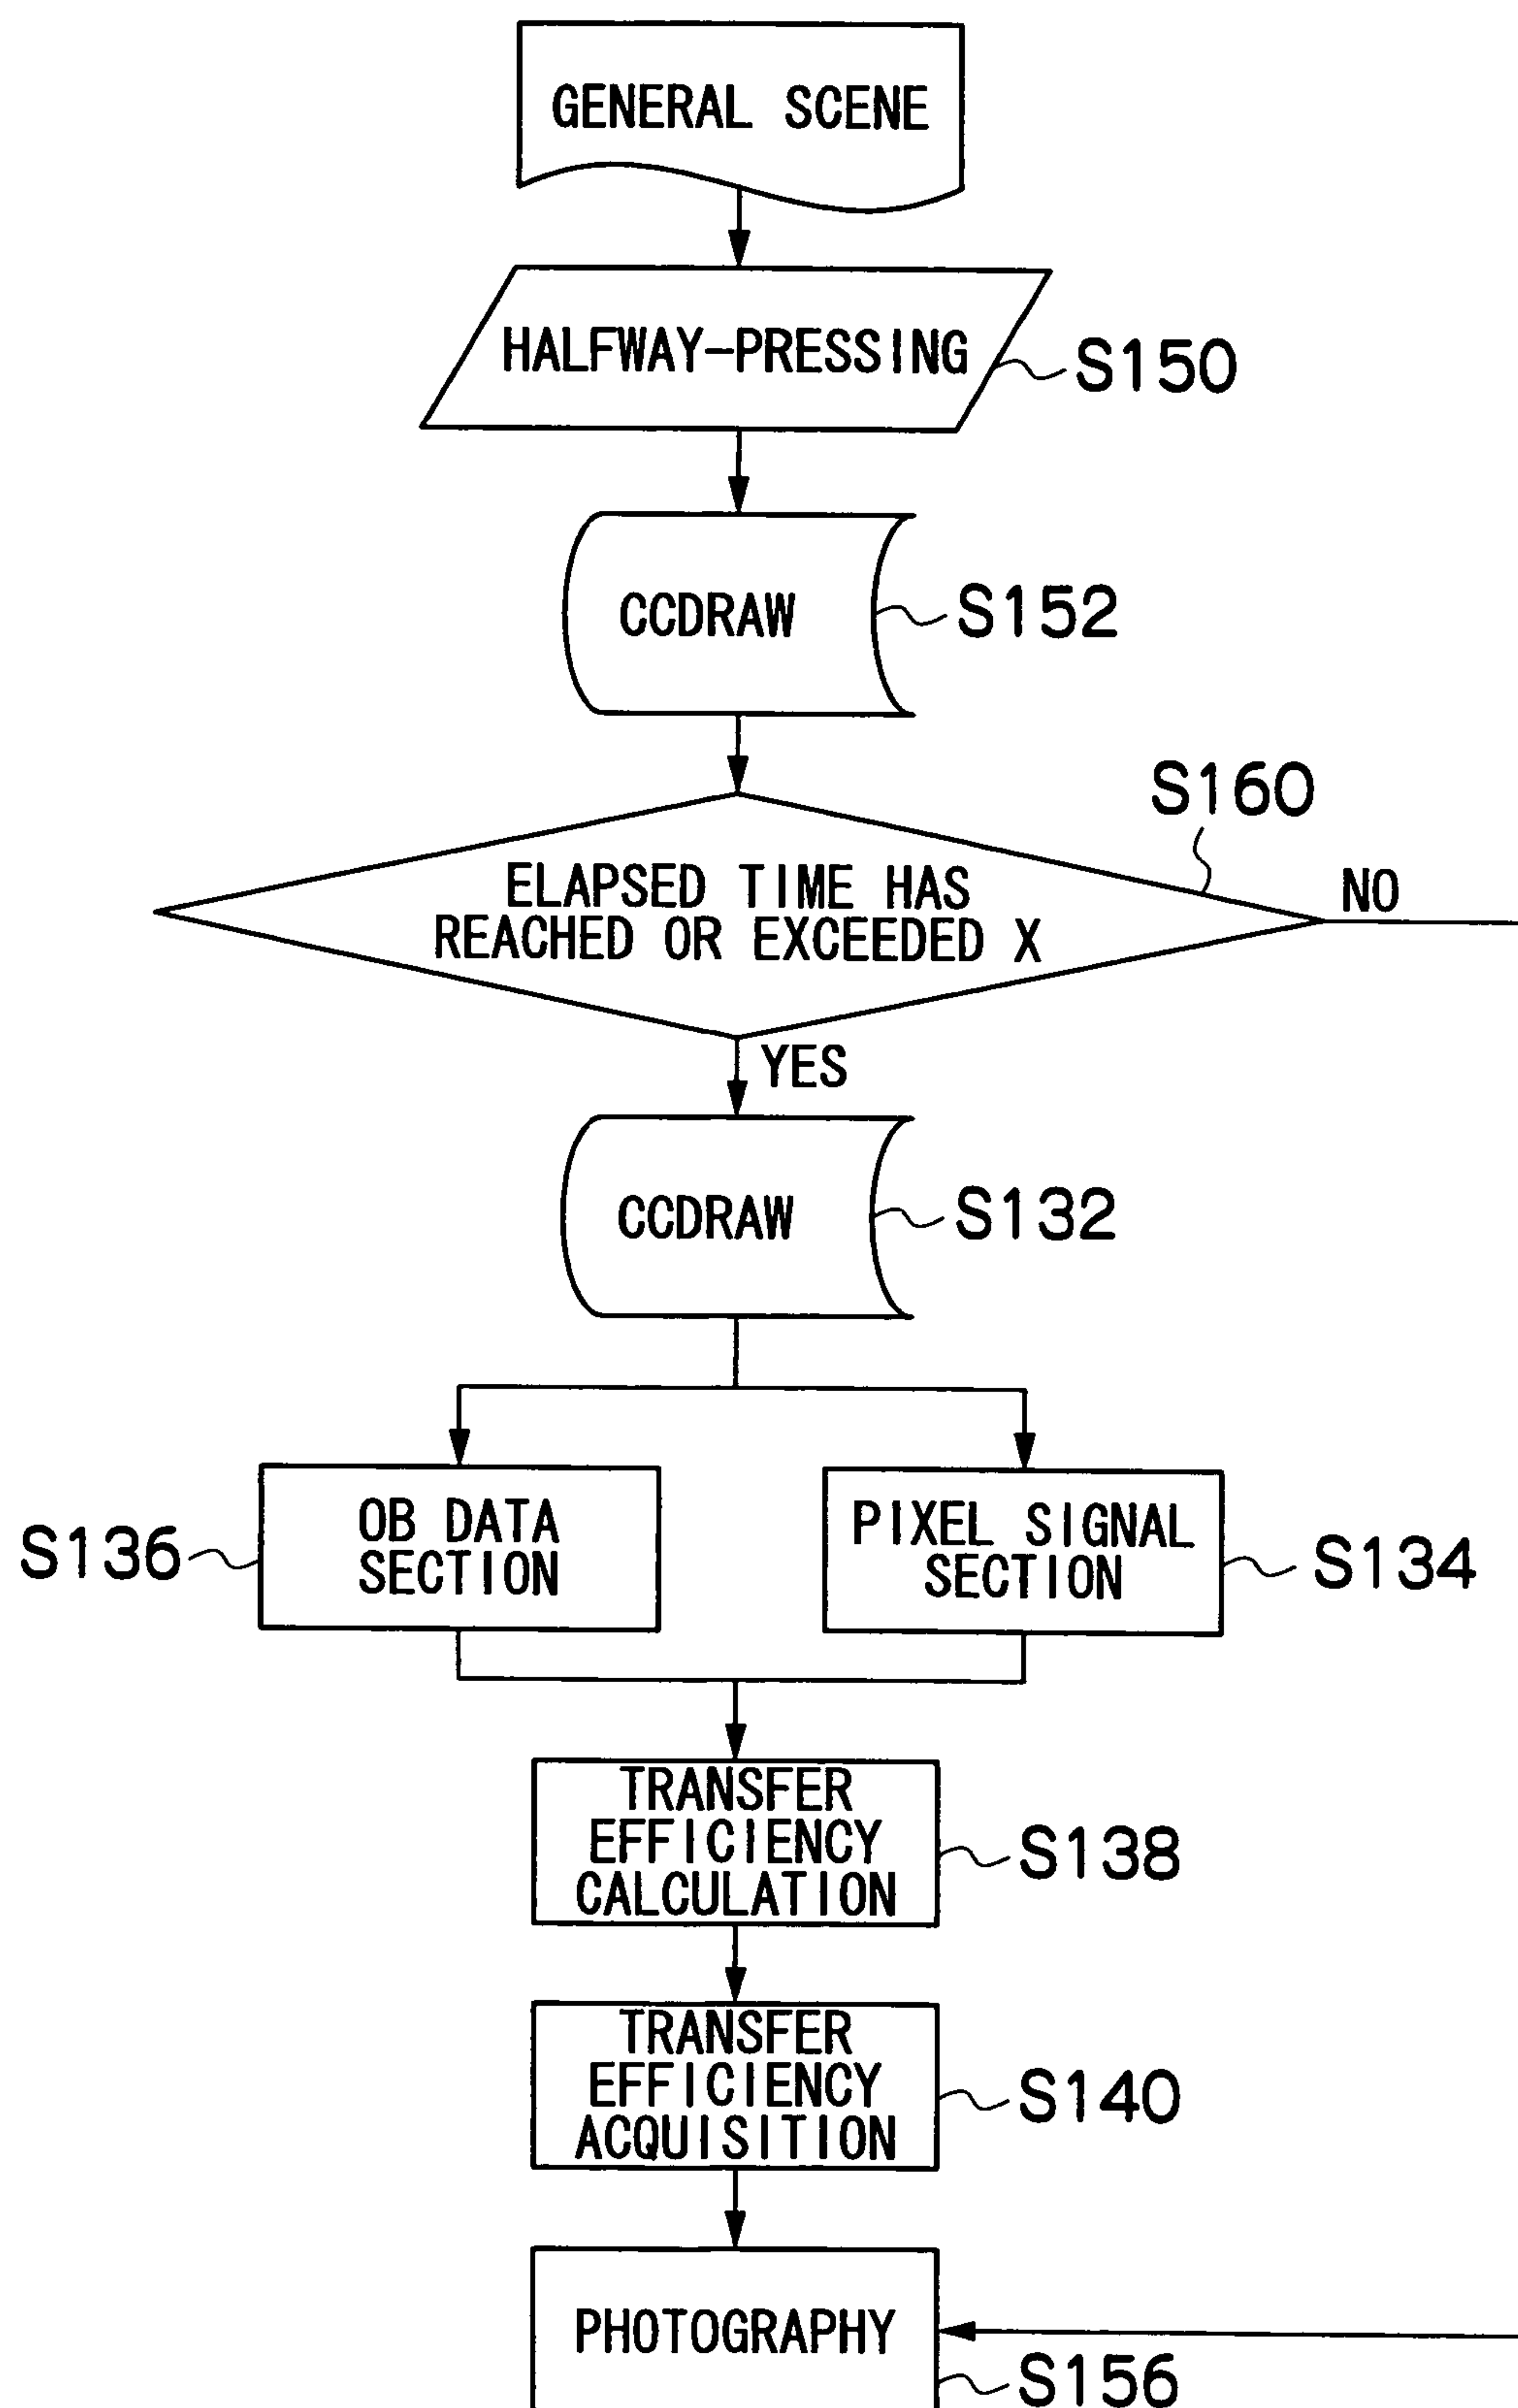 GENERAL SCENE
HALFWAY-PRESSING
S150
CCDRAW
S152
S160
ELAPSED TIME HAS
REACHED OR EXCEEDED X
NO
YES
CCDRAW
S132
OB DATA
SECTION
S136
PIXEL SIGNAL
SECTION
S134
TRANSFER
EFFICIENCY
CALCULATION
S138
TRANSFER
EFFICIENCY
ACQUISITION
S140
PHOTOGRAPHY
S156